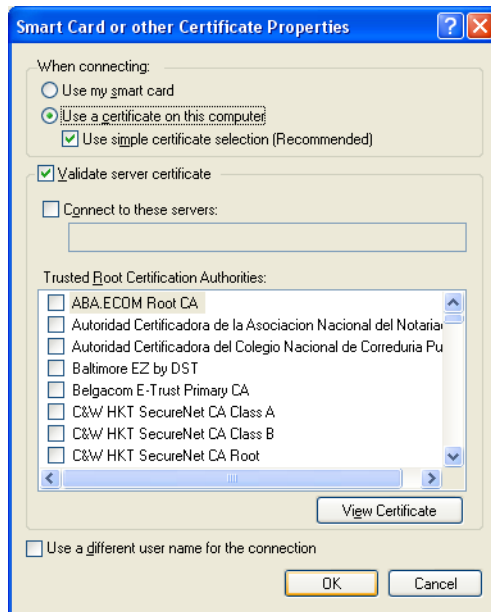 Smart Card or other Certificate Properties
When connecting:
Use my smart card
Use a certificate on this computer
Use simple certificate selection (Recommended)
Validate server certificate
Connect to these servers:
Trusted Root Certification Authorities:
ABA.ECOM Root CA
Autoridad Certificadora de la Asociacion Nacional del Notaria
Autoridad Certificadora del Colegio Nacional de Correduria Pu
Baltimore EZ by DST
Belgacom E-Trust Primary CA
C&W HKT SecureNet CA Class A
C&W HKT SecureNet CA Class B
C&W HKT SecureNet CA Root
View Certificate
Use a different user name for the connection
OK Cancel